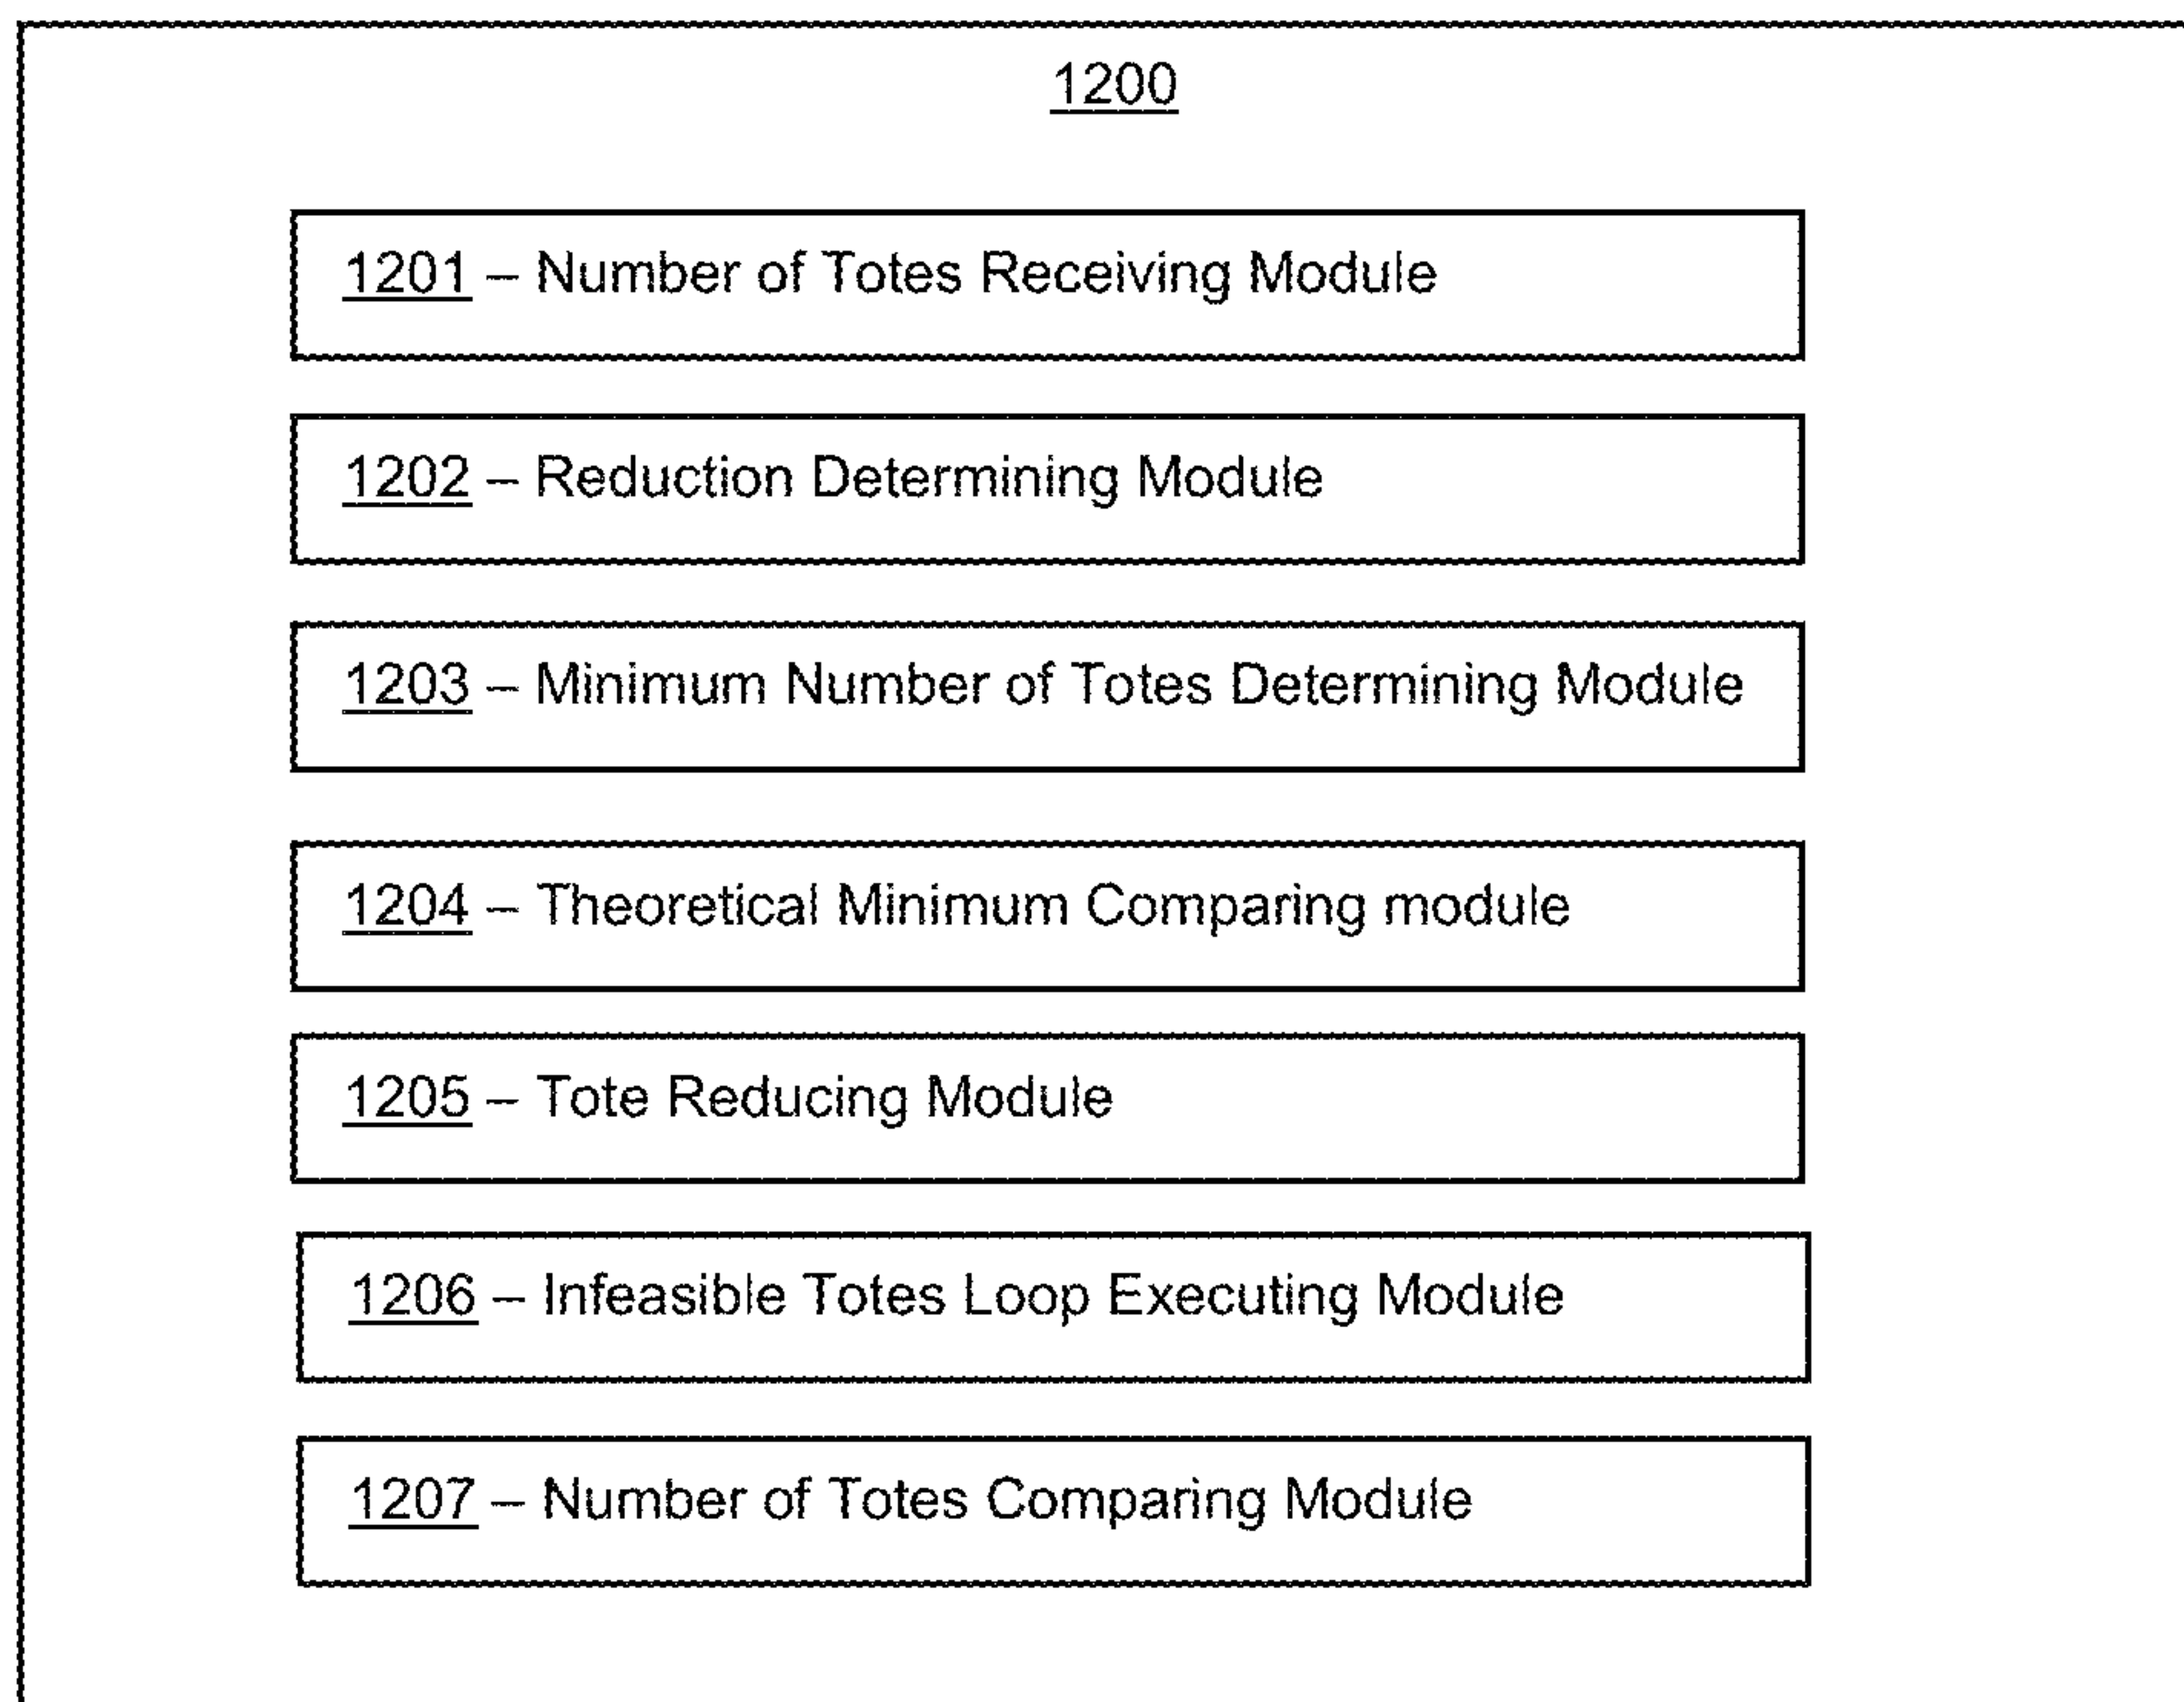 1200
1201 – Number of Totes Receiving Module
1202 – Reduction Determining Module
1203 – Minimum Number of Totes Determining Module
1204 – Theoretical Minimum Comparing module
1205 – Tote Reducing Module
1206 – Infeasible Totes Loop Executing Module
1207 – Number of Totes Comparing Module